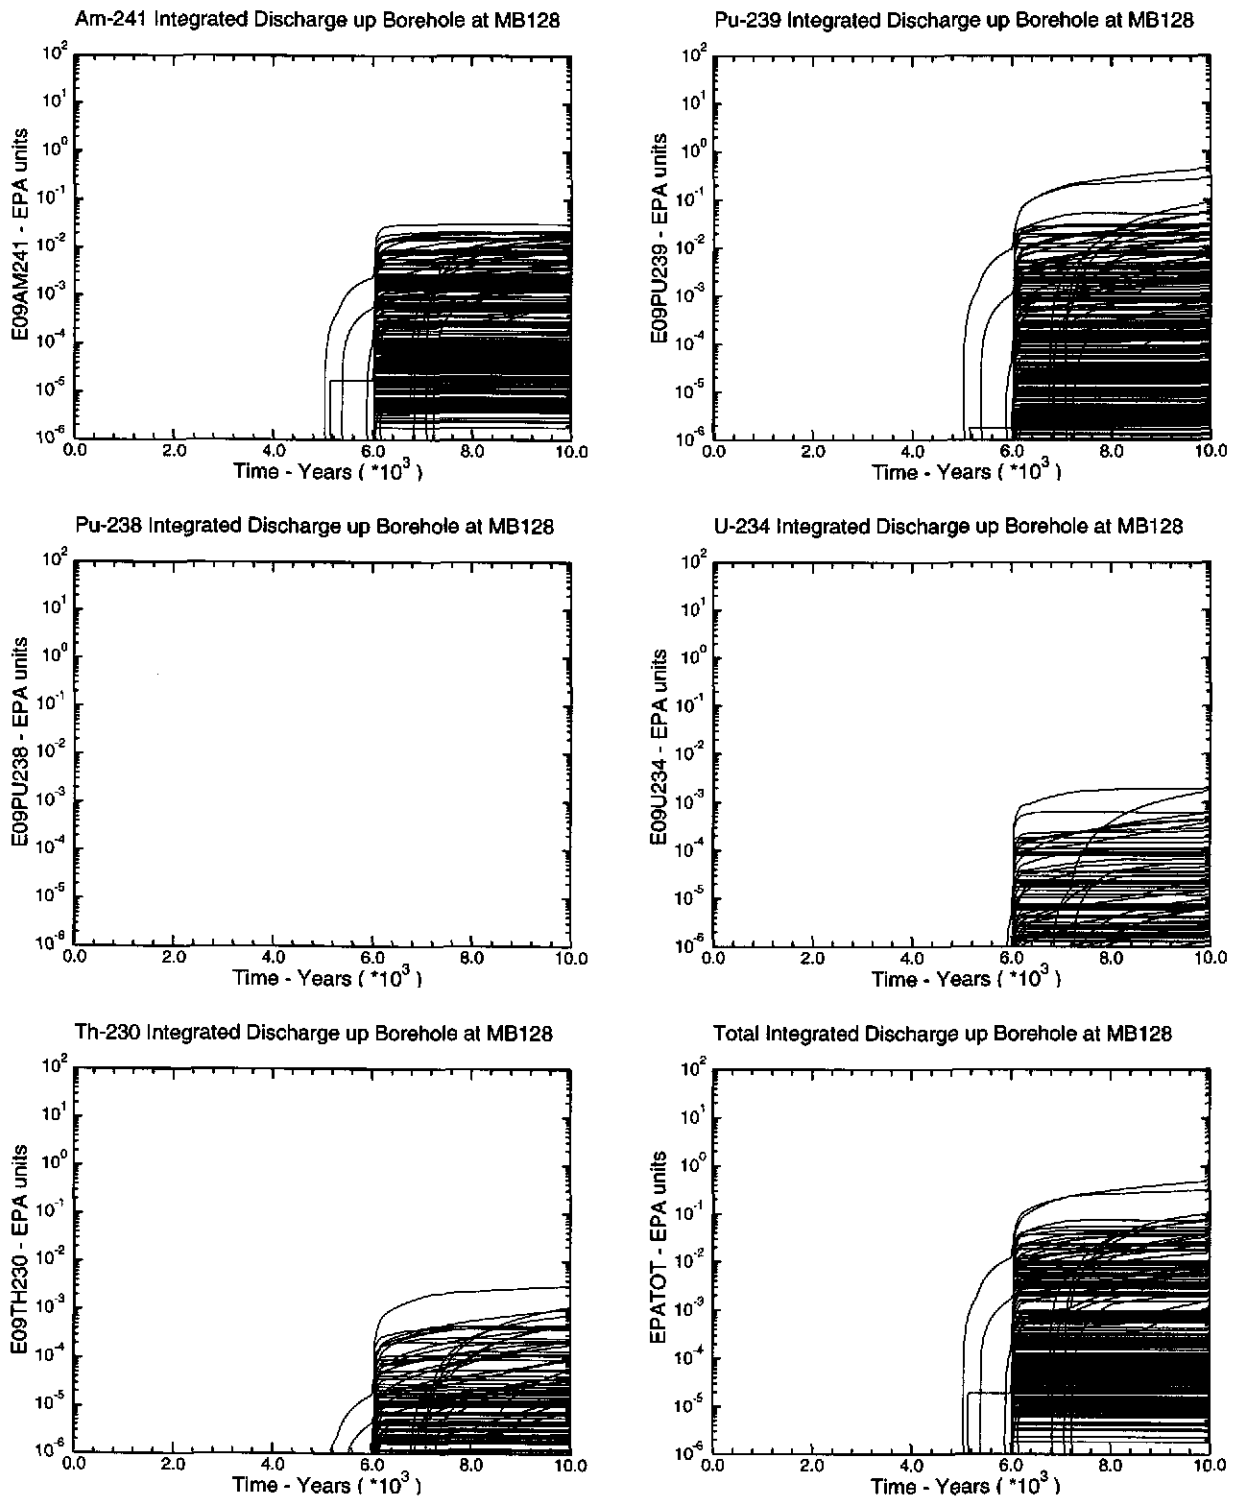 Am-241 Integrated Discharge up Borehole at MB128
E09AM241 - EPA units
10^2
10^1
10^0
10^-1
10^-2
10^-3
10^-4
10^-5
10^-6
0.0 2.0 4.0 6.0 8.0 10.0
Time - Years ( *10^3 )
Pu-239 Integrated Discharge up Borehole at MB128
E09PU239 - EPA units
10^2
10^1
10^0
10^-1
10^-2
10^-3
10^-4
10^-5
10^-6
0.0 2.0 4.0 6.0 8.0 10.0
Time - Years ( *10^3 )
Pu-238 Integrated Discharge up Borehole at MB128
E09PU238 - EPA units
10^2
10^1
10^0
10^-1
10^-2
10^-3
10^-4
10^-5
10^-6
0.0 2.0 4.0 6.0 8.0 10.0
Time - Years ( *10^3 )
U-234 Integrated Discharge up Borehole at MB128
E09U234 - EPA units
10^2
10^1
10^0
10^-1
10^-2
10^-3
10^-4
10^-5
10^-6
0.0 2.0 4.0 6.0 8.0 10.0
Time - Years ( *10^3 )
Th-230 Integrated Discharge up Borehole at MB128
E09TH230 - EPA units
10^2
10^1
10^0
10^-1
10^-2
10^-3
10^-4
10^-5
10^-6
0.0 2.0 4.0 6.0 8.0 10.0
Time - Years ( *10^3 )
Total Integrated Discharge up Borehole at MB128
EPATOT - EPA units
10^2
10^1
10^0
10^-1
10^-2
10^-3
10^-4
10^-5
10^-6
0.0 2.0 4.0 6.0 8.0 10.0
Time - Years ( *10^3 )